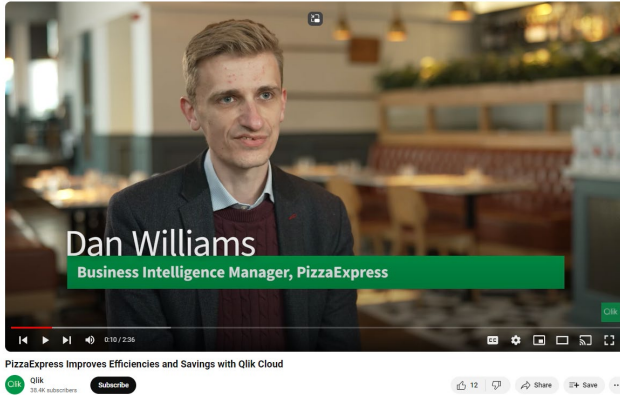 Dan Williams
Business Intelligence Manager, PizzaExpress
Qlik
0:10 / 2:36
CC
PizzaExpress Improves Efficiencies and Savings with Qlik Cloud
Qlik
Qlik
38.4K subscribers
Subscribe
12
Share
Save